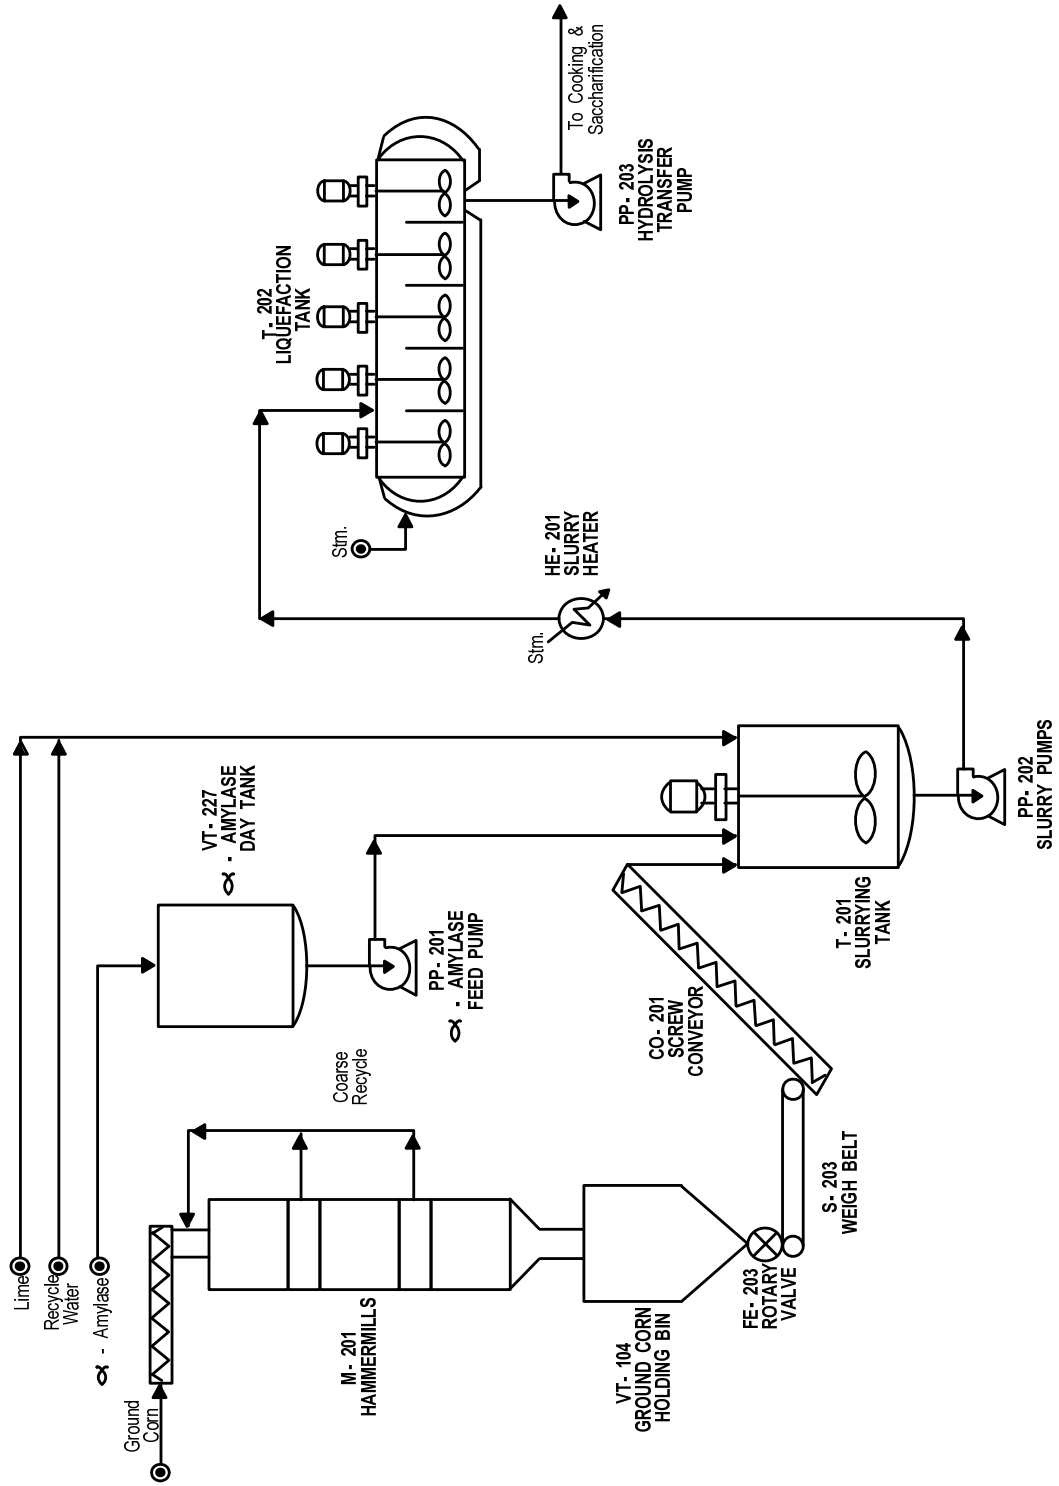 Lime
Recycle
Water
α - Amylase
Ground
Corn
M- 201
HAMMERMILLS
Coarse
Recycle
VT- 104
GROUND CORN
HOLDING BIN
FE- 203
ROTARY
VALVE
S- 203
WEIGH BELT
CO- 201
SCREW
CONVEYOR
VT- 227
α - AMYLASE
DAY TANK
PP- 201
α - AMYLASE
FEED PUMP
T- 201
SLURRYING
TANK
PP- 202
SLURRY PUMPS
Stm.
HE- 201
SLURRY
HEATER
Stm.
T- 202
LIQUEFACTION
TANK
PP- 203
HYDROLYSIS
TRANSFER
PUMP
To Cooking &
Saccharification